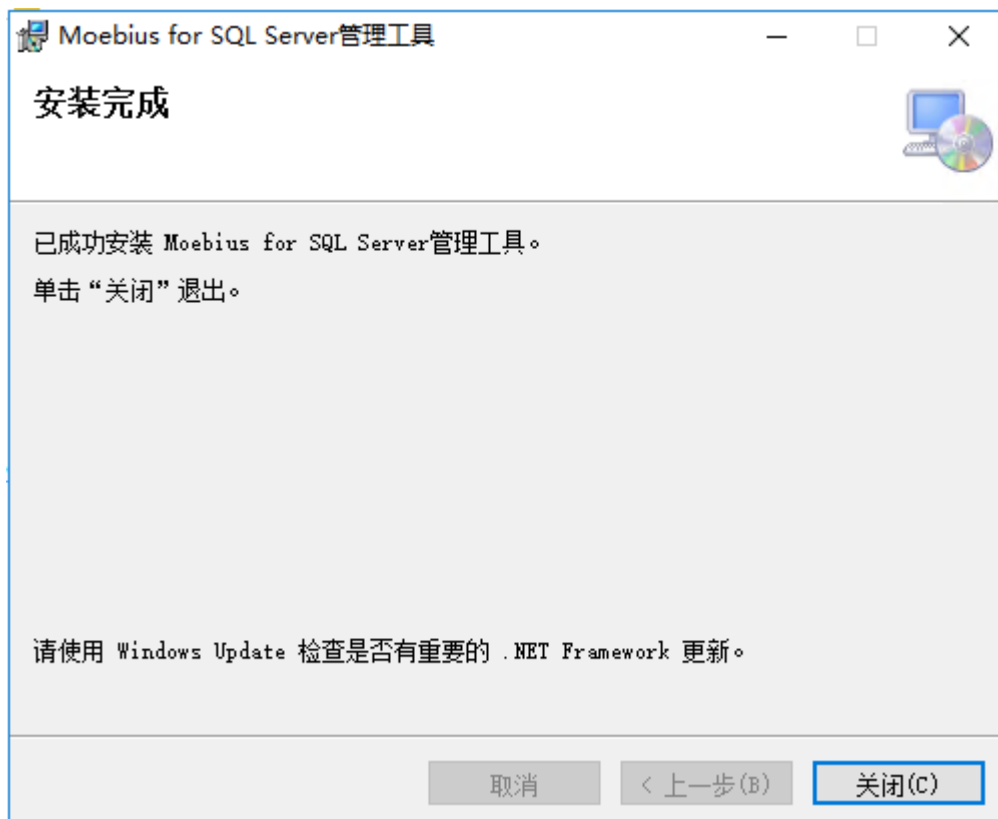 Moebius for SQL Server管理工具
安装完成
已成功安装 Moebius for SQL Server管理工具。
单击“关闭”退出。
请使用 Windows Update 检查是否有重要的 .NET Framework 更新。
取消 < 上一步(B) 关闭(C)